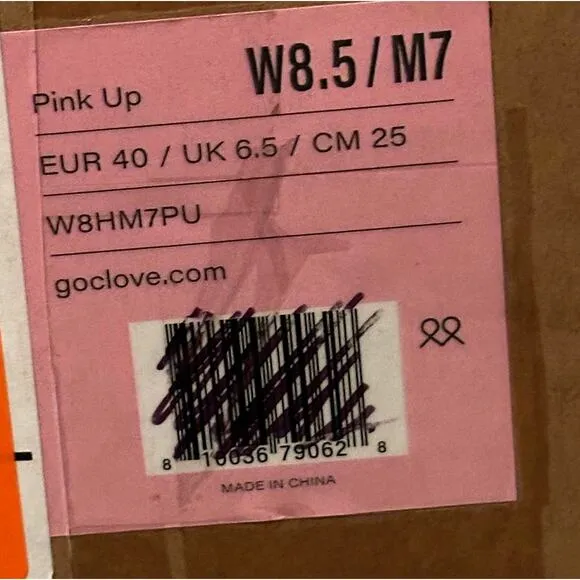 Pink Up
W8.5 / M7
EUR 40 / UK 6.5 / CM 25
W8HM7PU
goclove.com
8 10036 79062 8
MADE IN CHINA